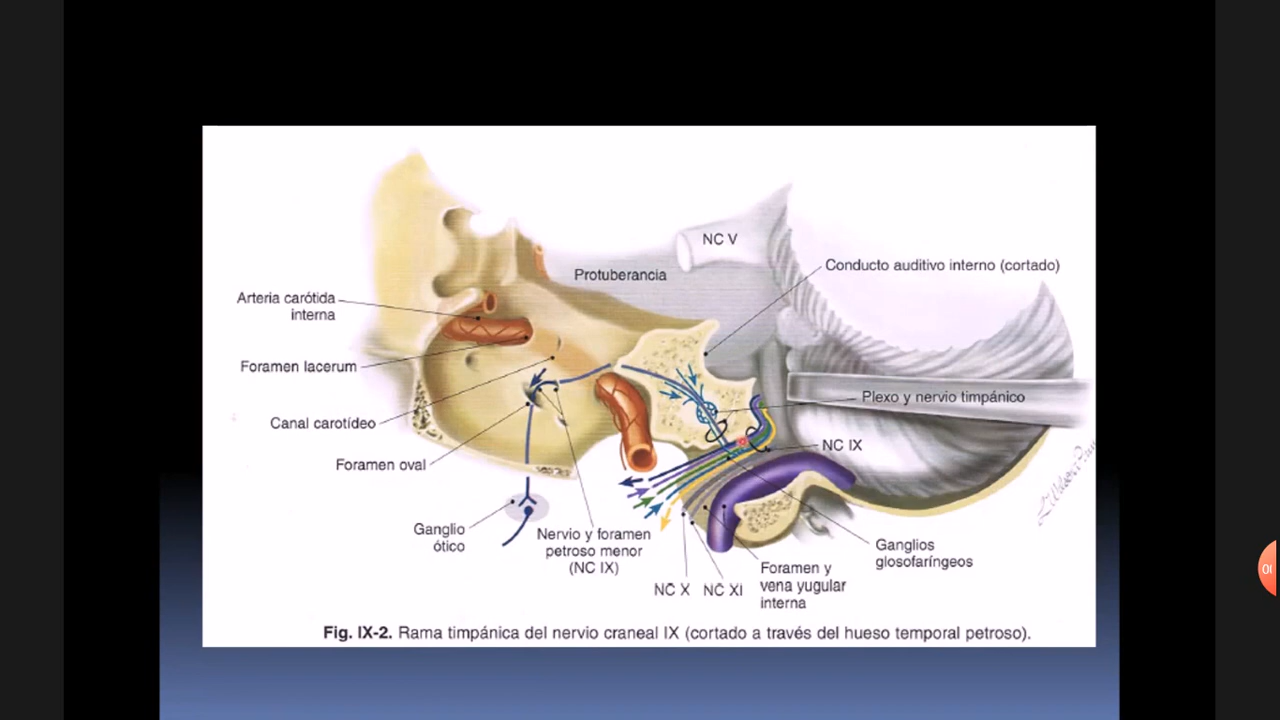 NC V
Protuberancia
Conducto auditivo interno (cortado)
Arteria carótida
interna
Foramen lacerum
Canal carotídeo
Foramen oval
Plexo y nervio timpánico
NC IX
Ganglio
ótico
Nervio y foramen
petroso menor
(NC IX)
NC X
NC XI
Foramen y
vena yugular
interna
Ganglios
glosofaríngeos
Fig. IX-2. Rama timpánica del nervio craneal IX (cortado a través del hueso temporal petroso).